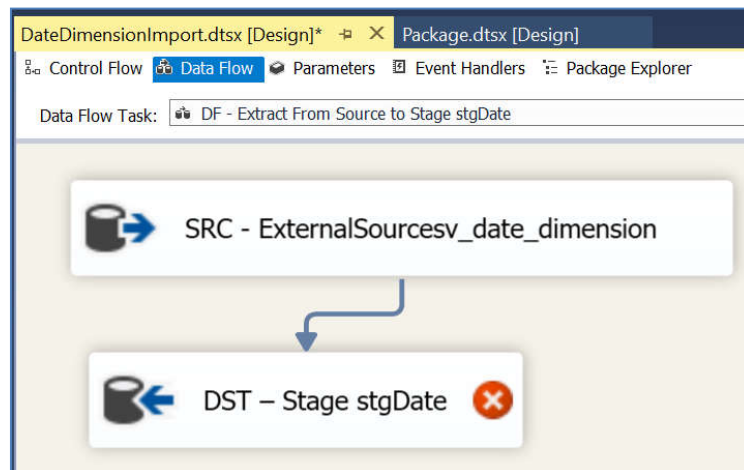 DateDimensionImport.dtsx [Design]* Package.dtsx [Design]
Control Flow Data Flow Parameters Event Handlers Package Explorer
Data Flow Task: DF - Extract From Source to Stage stgDate
SRC - ExternalSourcesv_date_dimension
DST – Stage stgDate